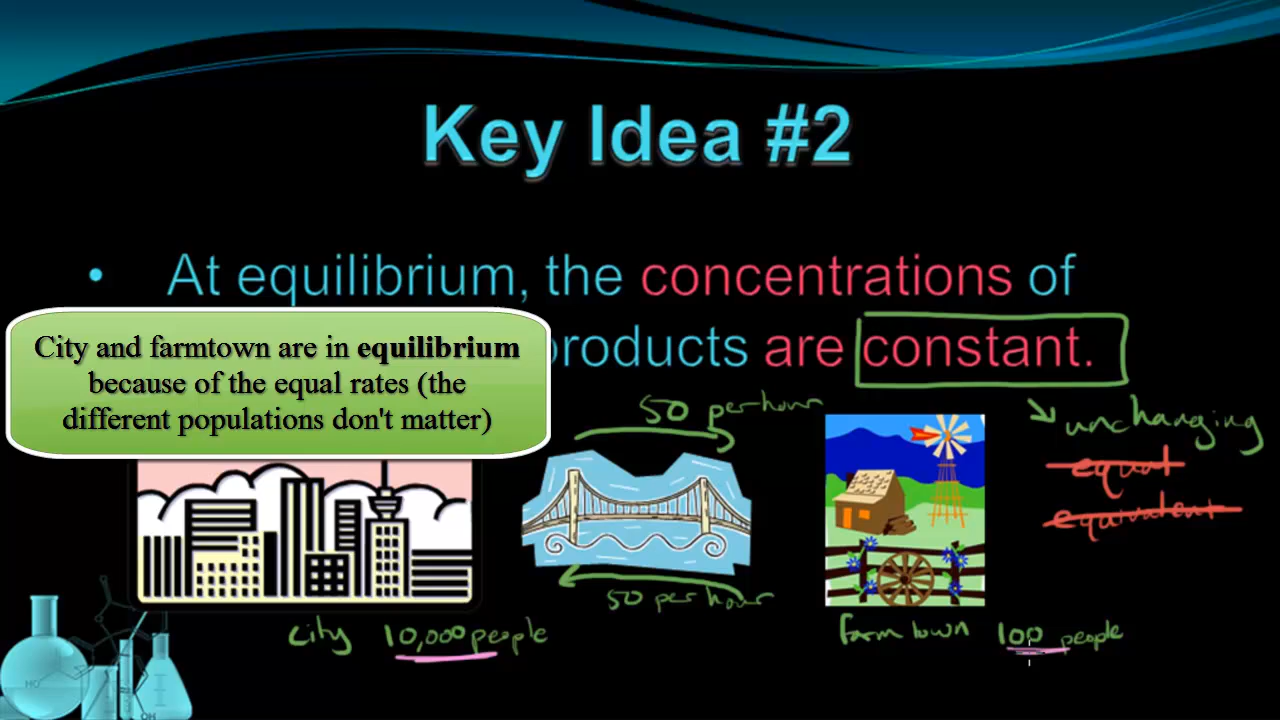 Key Idea #2
• At equilibrium, the concentrations of
products are constant.
City and farmtown are in equilibrium
because of the equal rates (the
different populations don't matter)
50 per hour
unchanging
equal
equivalent
50 per hour
city 10,000 people
farm town 100 people
HO
OH